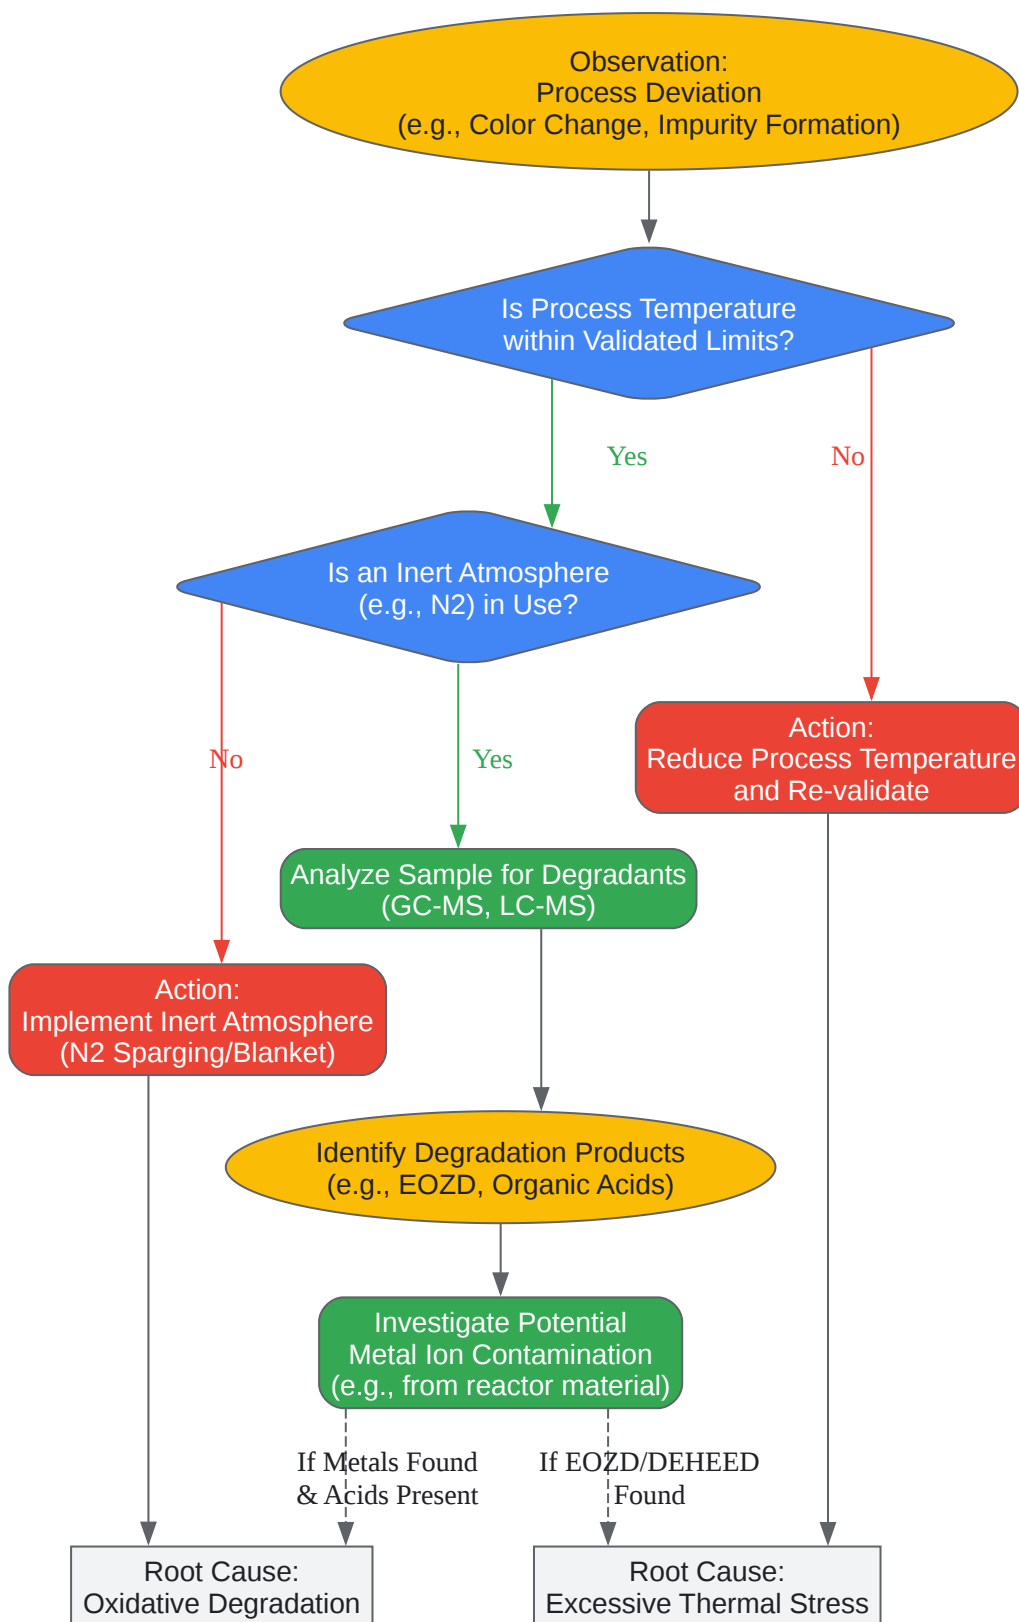 Observation:
Process Deviation
(e.g., Color Change, Impurity Formation)
Is Process Temperature
within Validated Limits?
Yes
No
Is an Inert Atmosphere
(e.g., N2) in Use?
Action:
Reduce Process Temperature
and Re-validate
No
Yes
Analyze Sample for Degradants
(GC-MS, LC-MS)
Action:
Implement Inert Atmosphere
(N2 Sparging/Blanket)
Identify Degradation Products
(e.g., EOZD, Organic Acids)
Investigate Potential
Metal Ion Contamination
(e.g., from reactor material)
If Metals Found
& Acids Present
If EOZD/DEHEED
Found
Root Cause:
Oxidative Degradation
Root Cause:
Excessive Thermal Stress